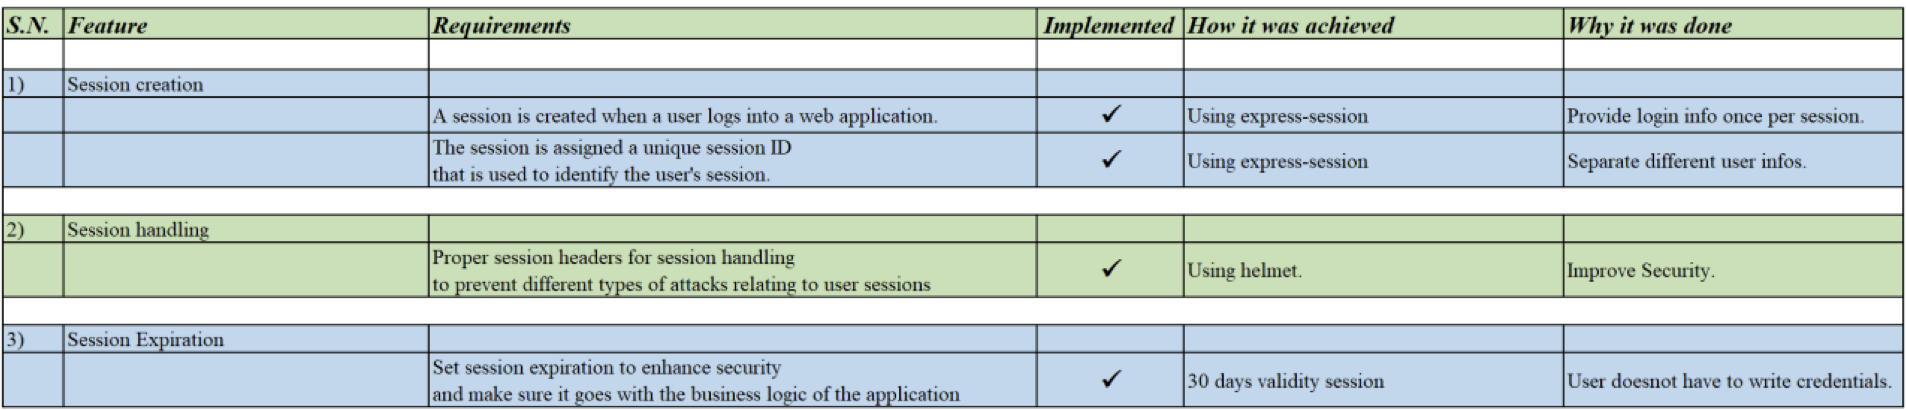 S.N. Feature Requirements Implemented How it was achieved Why it was done
1) Session creation
A session is created when a user logs into a web application. ✓ Using express-session Provide login info once per session.
The session is assigned a unique session ID
that is used to identify the user's session. ✓ Using express-session Separate different user infos.
2) Session handling
Proper session headers for session handling
to prevent different types of attacks relating to user sessions ✓ Using helmet. Improve Security.
3) Session Expiration
Set session expiration to enhance security
and make sure it goes with the business logic of the application ✓ 30 days validity session User doesnot have to write credentials.